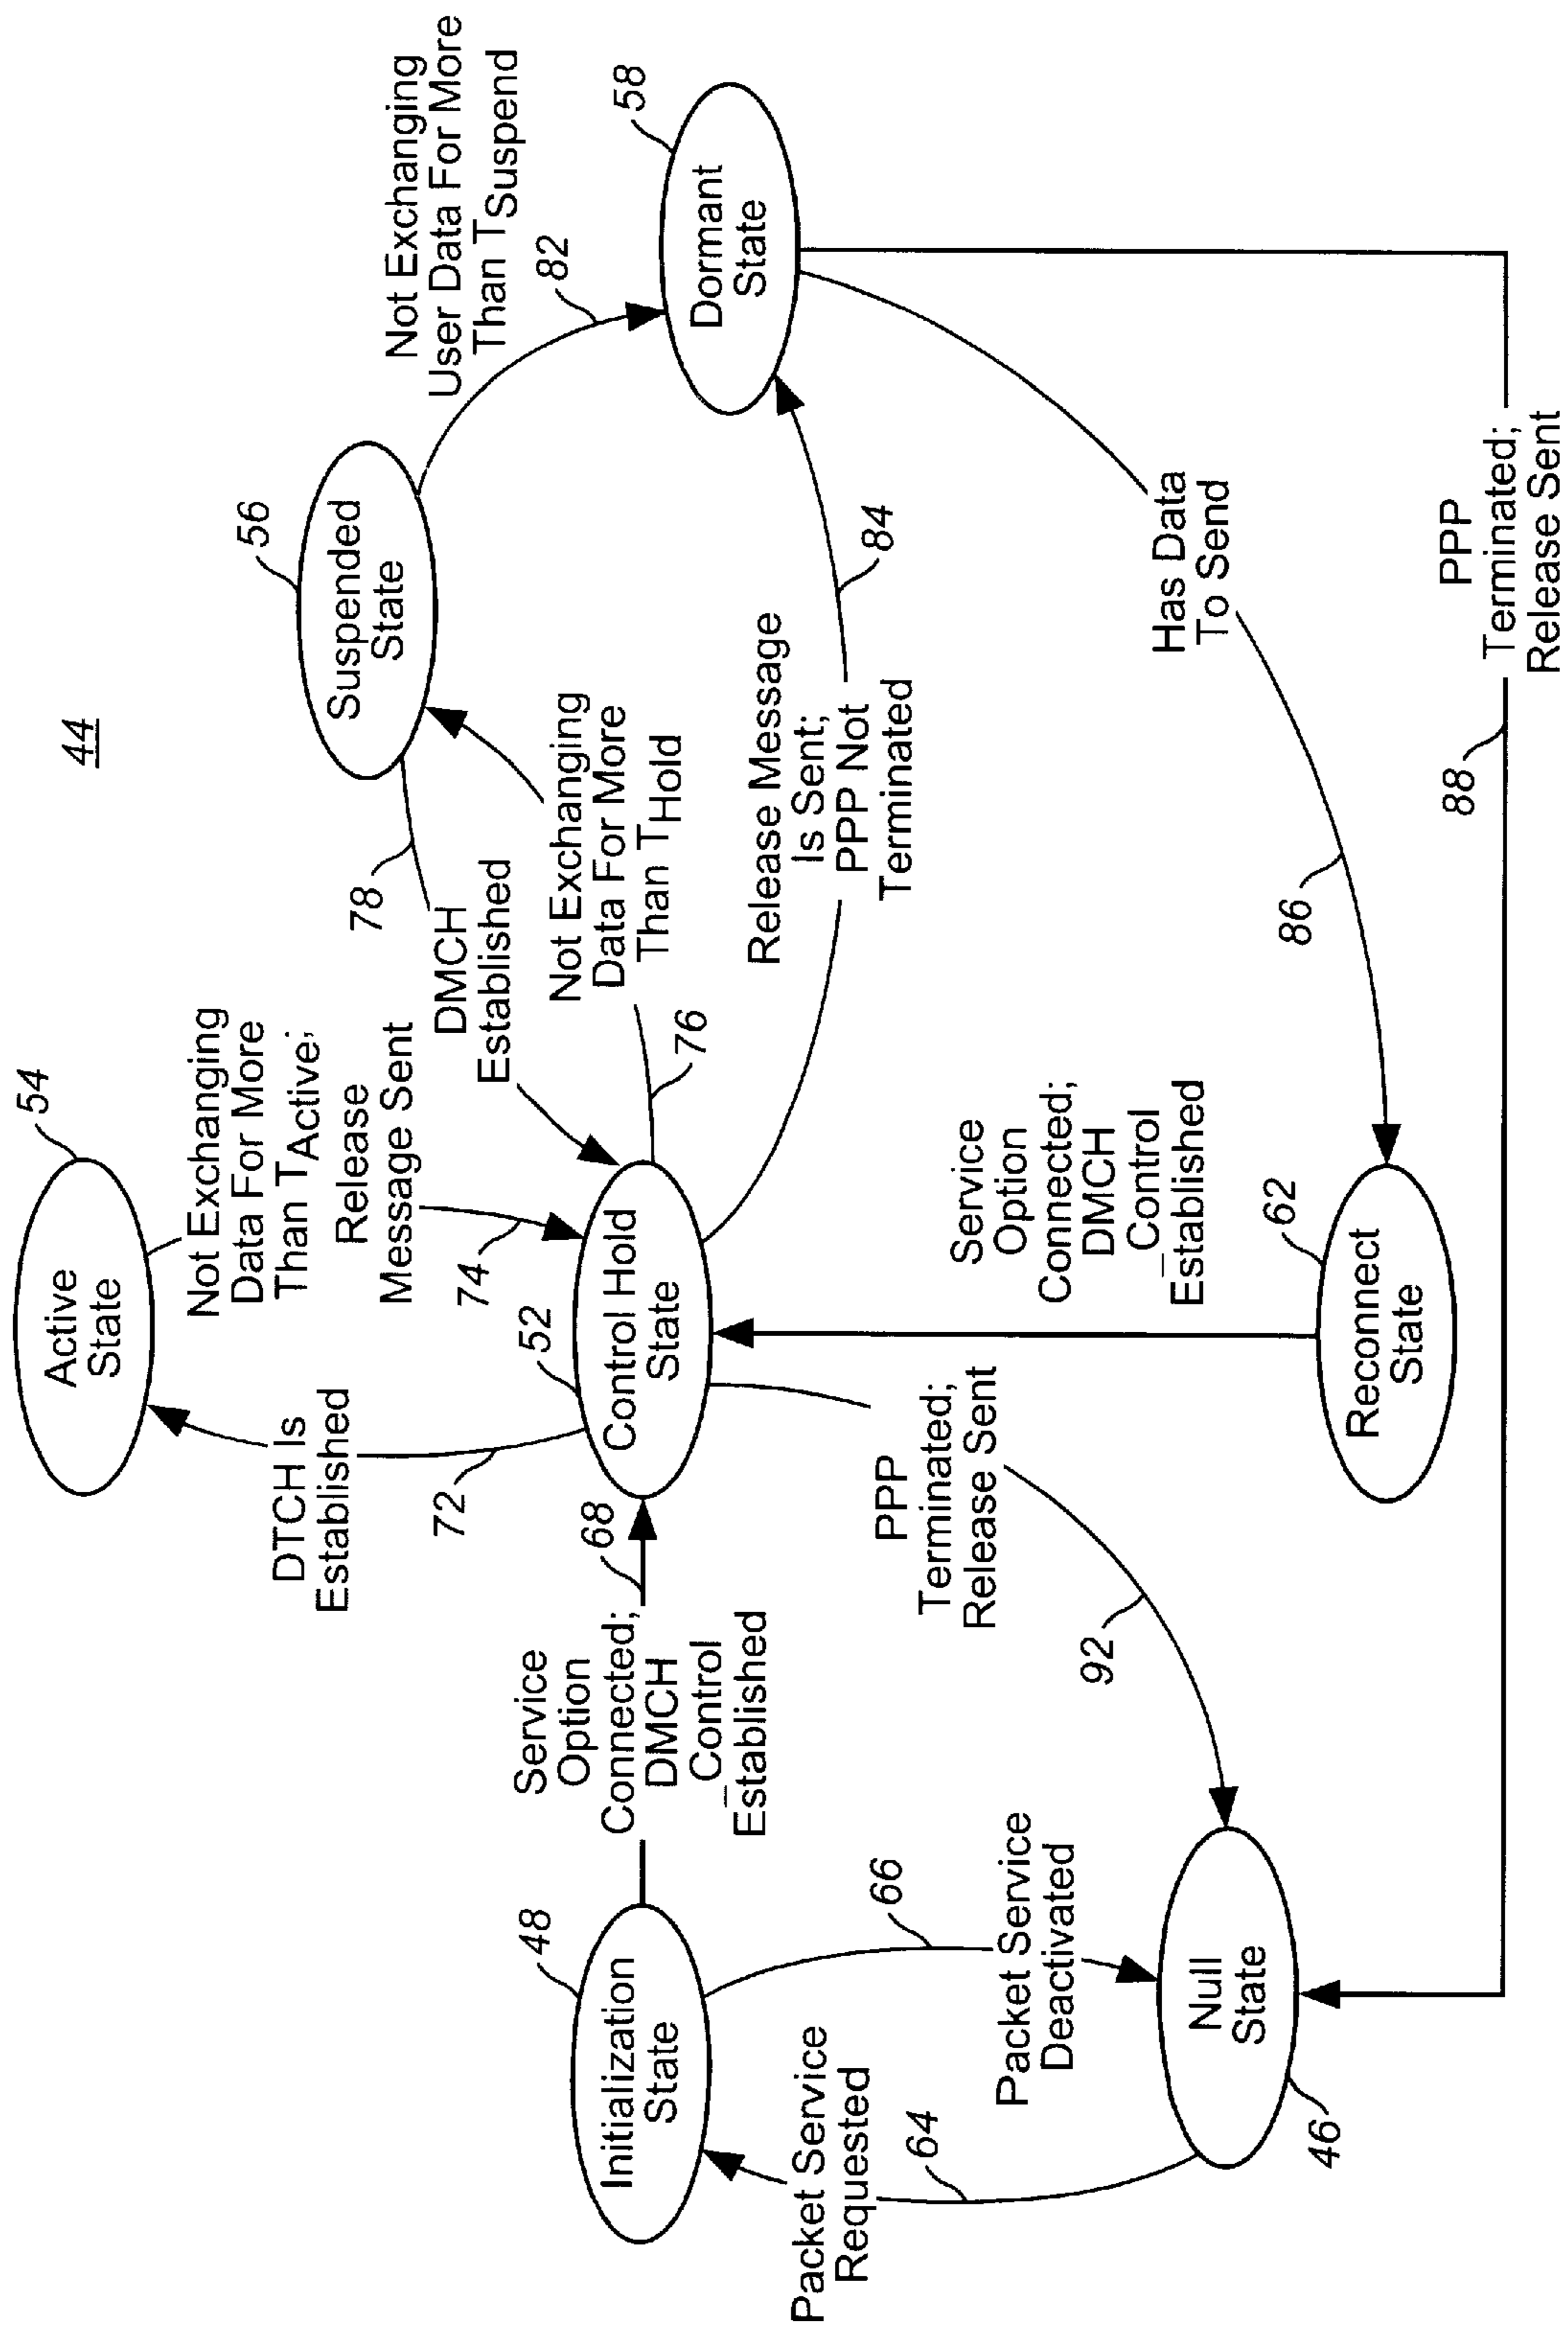 44
54
Active
State
Not Exchanging
Data For More
Than TActive;
Release
Message Sent
74
DTCH Is
Established
72
56
Suspended
State
78
DMCH
Established
Not Exchanging
Data For More
Than THold
76
Not Exchanging
User Data For More
Than TSuspend
82
58
Dormant
State
Release Message
Is Sent;
PPP Not
Terminated
84
48
Initialization
State
Service
Option
Connected;
DMCH
Control
Established
68
52
Control Hold
State
Service
Option
Connected;
DMCH
Control
Established
62
Reconnect
State
Has Data
To Send
86
PPP
Terminated;
Release Sent
92
Packet Service
Requested
64
66
Packet Service
Deactivated
Null
State
46
88
PPP
Terminated;
Release Sent